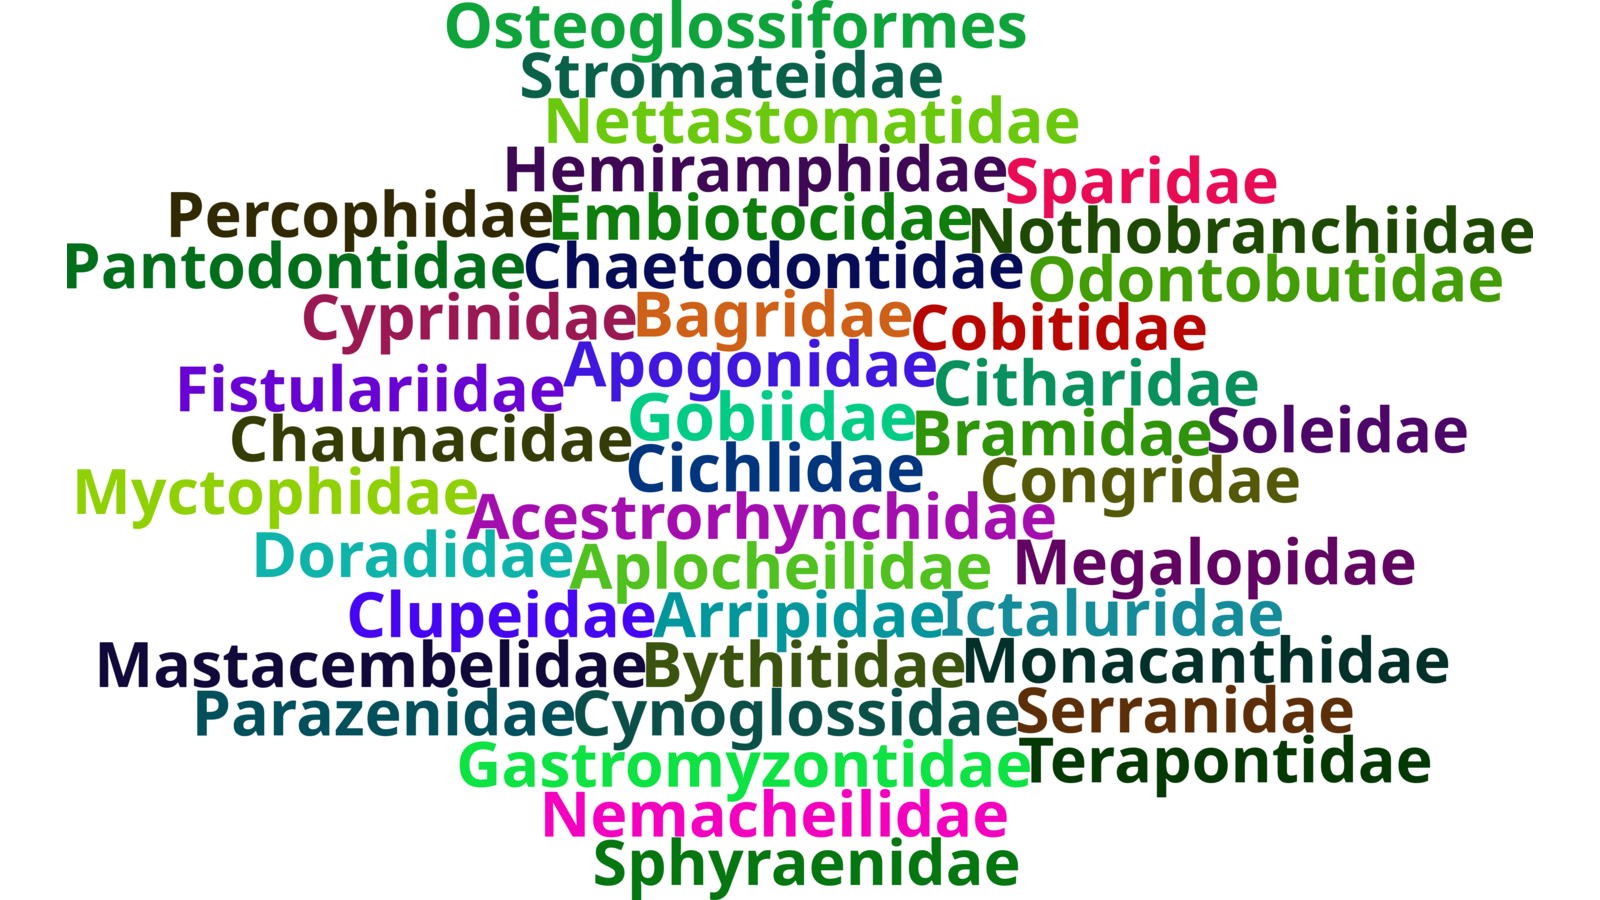 Osteoglossiformes
Stromateidae
Nettastomatidae
Hemiramphidae Sparidae
Percophidae Embiotocidae Nothobranchiidae
Pantodontidae Chaetodontidae Odontobutidae
Cyprinidae Bagridae Cobitidae
Fistulariidae Apogonidae Citharidae
Chaunacidae Gobiidae Bramidae Soleidae
Myctophidae Cichlidae Congridae
Acestrorhynchidae
Doradidae Aplocheilidae Megalopidae
Clupeidae Arripidae Ictaluridae
Mastacembelidae Bythitidae Monacanthidae
Parazenidae Cynoglossidae Serranidae
Gastromyzontidae Terapontidae
Nemacheilidae
Sphyraenidae